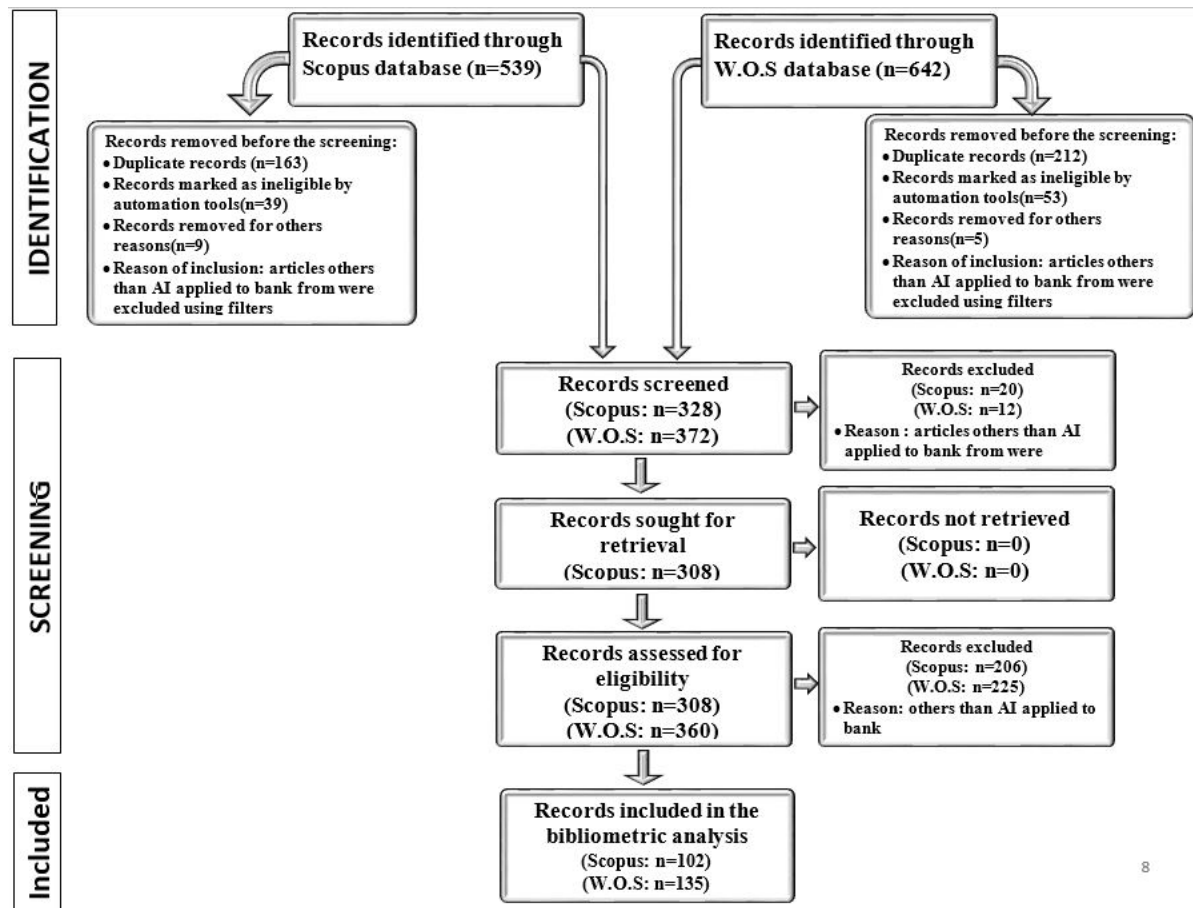 IDENTIFICATION
Records identified through
Scopus database (n=539)
Records identified through
W.O.S database (n=642)
Records removed before the screening:
• Duplicate records (n=163)
• Records marked as ineligible by
automation tools(n=39)
• Records removed for others
reasons(n=9)
• Reason of inclusion: articles others
than AI applied to bank from were
excluded using filters
Records removed before the screening:
• Duplicate records (n=212)
• Records marked as ineligible by
automation tools(n=53)
• Records removed for others
reasons(n=5)
• Reason of inclusion: articles others
than AI applied to bank from were
excluded using filters
SCREENING
Records screened
(Scopus: n=328)
(W.O.S: n=372)
Records excluded
(Scopus: n=20)
(W.O.S: n=12)
• Reason : articles others than AI
applied to bank from were
Records sought for
retrieval
(Scopus: n=308)
Records not retrieved
(Scopus: n=0)
(W.O.S: n=0)
Records assessed for
eligibility
(Scopus: n=308)
(W.O.S: n=360)
Records excluded
(Scopus: n=206)
(W.O.S: n=225)
• Reason: others than AI applied to
bank
Included
Records included in the
bibliometric analysis
(Scopus: n=102)
(W.O.S: n=135)
8